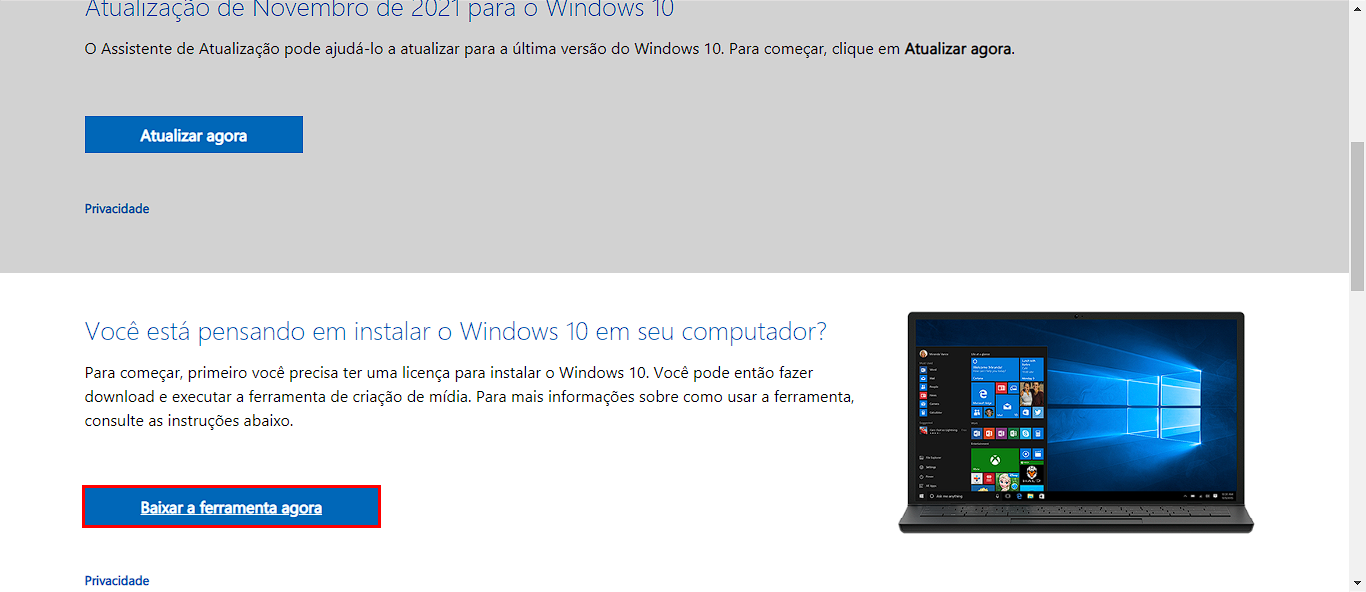 Atualização de Novembro de 2021 para o Windows 10
O Assistente de Atualização pode ajudá-lo a atualizar para a última versão do Windows 10. Para começar, clique em Atualizar agora.
Atualizar agora
Privacidade
Você está pensando em instalar o Windows 10 em seu computador?
Para começar, primeiro você precisa ter uma licença para instalar o Windows 10. Você pode então fazer
download e executar a ferramenta de criação de mídia. Para mais informações sobre como usar a ferramenta,
consulte as instruções abaixo.
Baixar a ferramenta agora
Privacidade